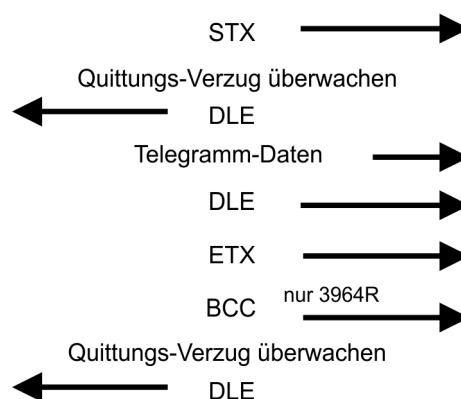 STX
Quittungs-Verzug überwachen
DLE
Telegramm-Daten
DLE
ETX
BCC nur 3964R
Quittungs-Verzug überwachen
DLE